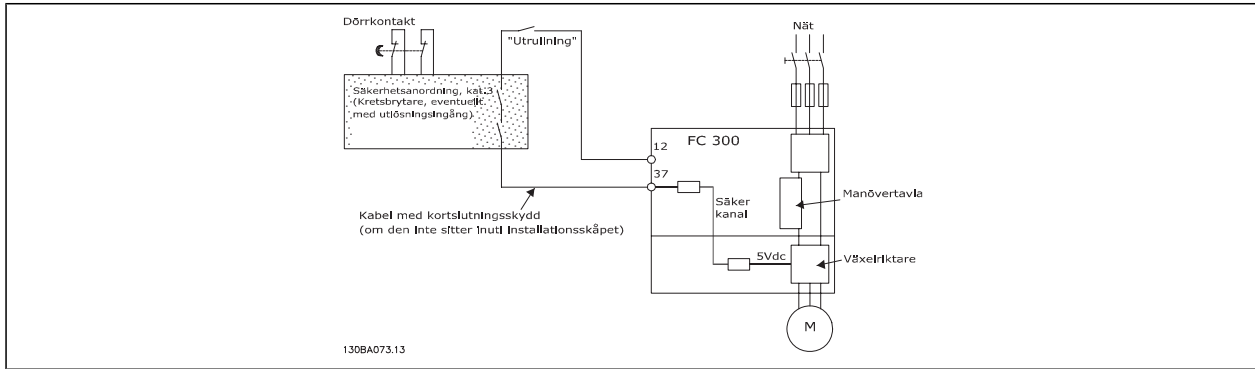 Dörrkontakt
"Utrullning"
Nät
Säkerhetsanordning, kat.3
(Kretsbrytare, eventuellt
med utlösningsingång)
FC 300
12
37
Säker
kanal
Manövertavla
Kabel med kortslutningsskydd
(om den inte sitter inuti installationsskåpet)
5Vdc
Växelriktare
M
130BA073.13